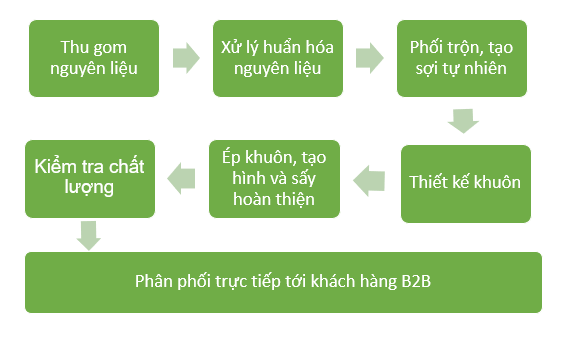 Thu gom
nguyên liệu
Xử lý huẩn hóa
nguyên liệu
Phối trộn, tạo
sợi tự nhiên
Thiết kế khuôn
Ép khuôn, tạo
hình và sấy
hoàn thiện
Kiểm tra chất
lượng
Phân phối trực tiếp tới khách hàng B2B